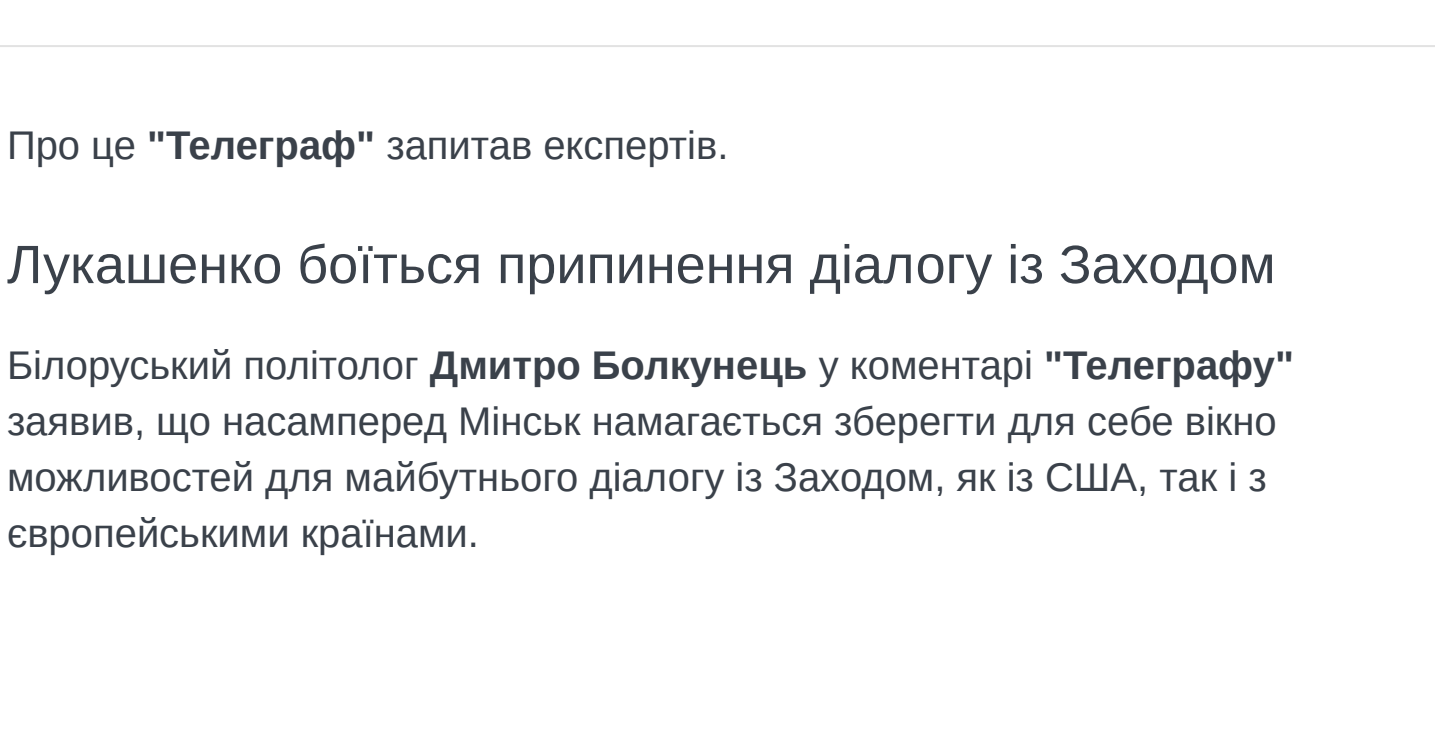 Про це "Телеграф" запитав експертів.
Лукашенко боїться припинення діалогу із Заходом
Білоруський політолог Дмитро Болкунець у коментарі "Телеграфу"
заявив, що насамперед Мінськ намагається зберегти для себе вікно
можливостей для майбутнього діалогу із Заходом, як із США, так і з
європейськими країнами.